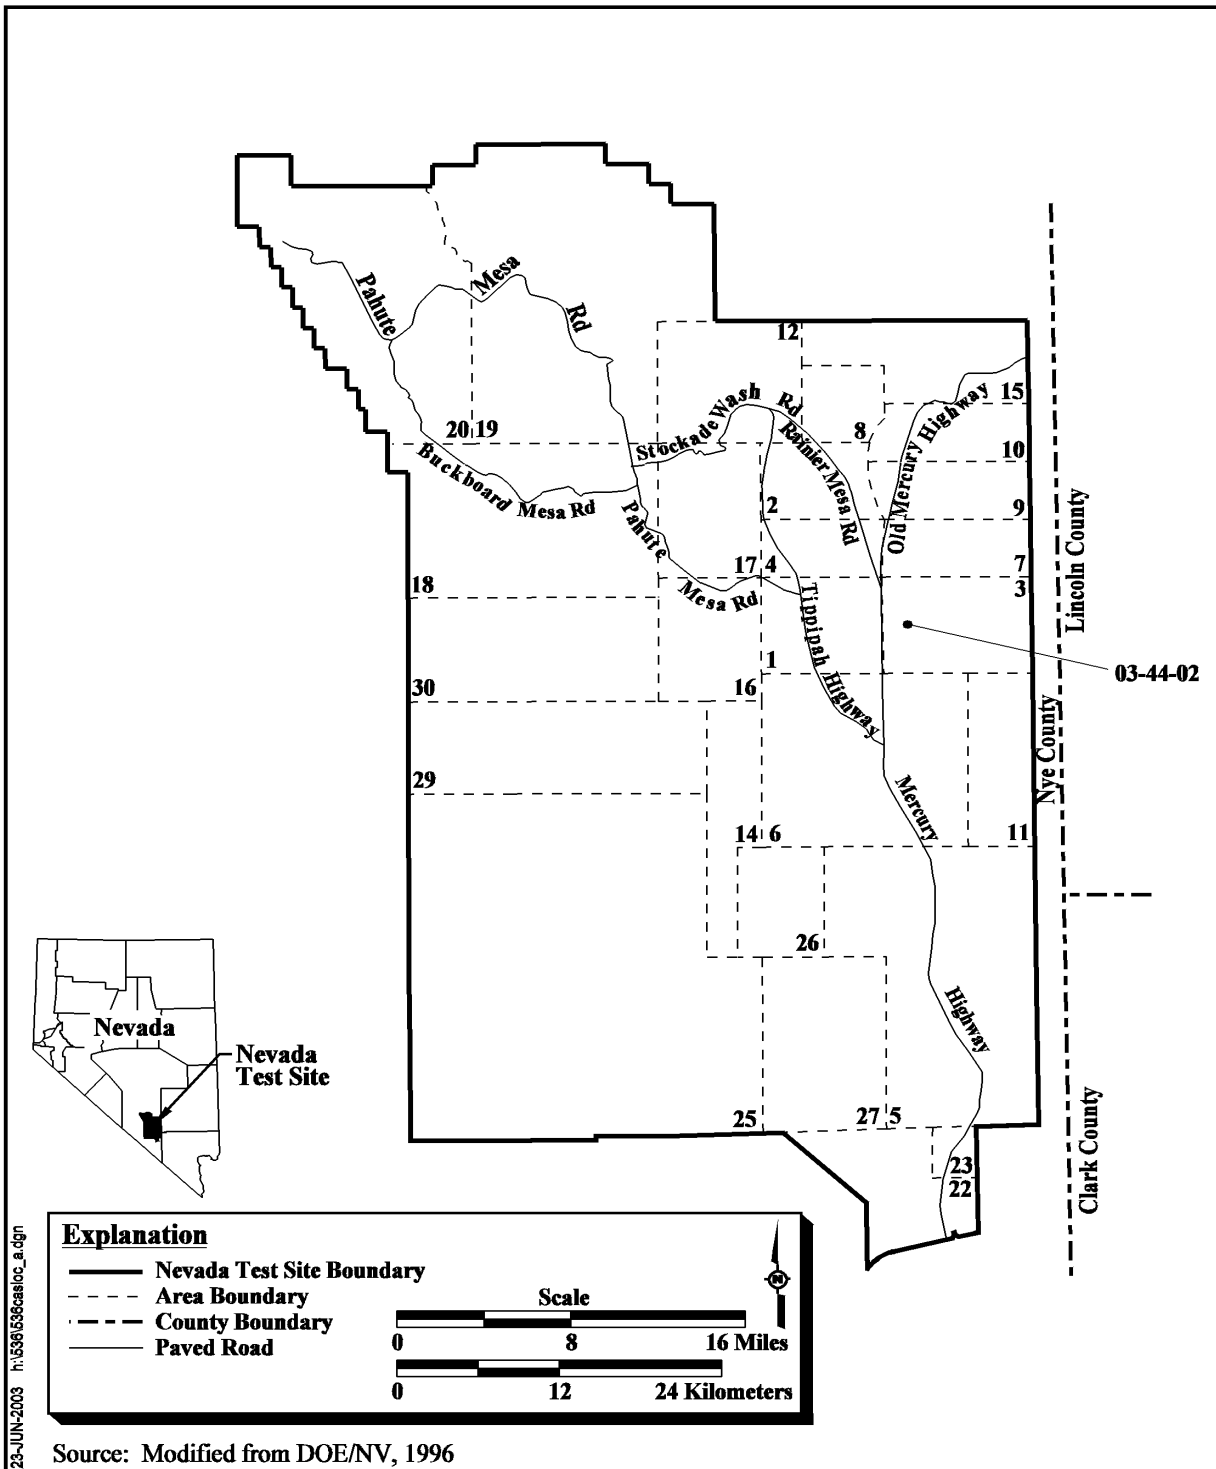 Pahute
Mesa
Rd
12
15
Stockade Wash Rd
20 19
8
10
Buckboard Mesa Rd
Rainier Mesa Rd
Old Mercury Highway
2
9
Pahute
Mesa Rd
17 4
7
3
18
Tippipah Highway
Lincoln County
03-44-02
1
30
16
Nye County
29
Mercury
14 6
11
26
Highway
Nevada
Nevada
Test Site
25
27 5
23
22
Clark County
Explanation
Nevada Test Site Boundary
Area Boundary
County Boundary
Paved Road
N
Scale
0 8 16 Miles
0 12 24 Kilometers
23-JUN-2003 h:\536\536casloc_a.dgn
Source: Modified from DOE/NV, 1996